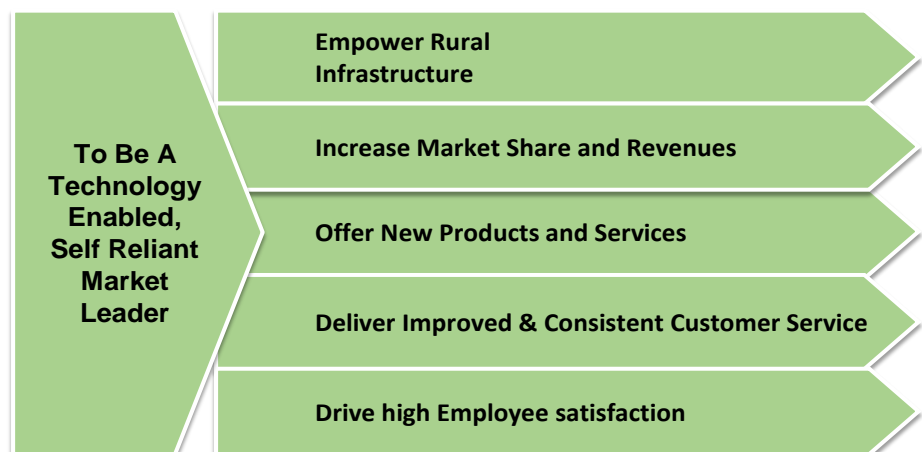 To Be A
Technology
Enabled,
Self Reliant
Market
Leader
Empower Rural
Infrastructure
Increase Market Share and Revenues
Offer New Products and Services
Deliver Improved & Consistent Customer Service
Drive high Employee satisfaction